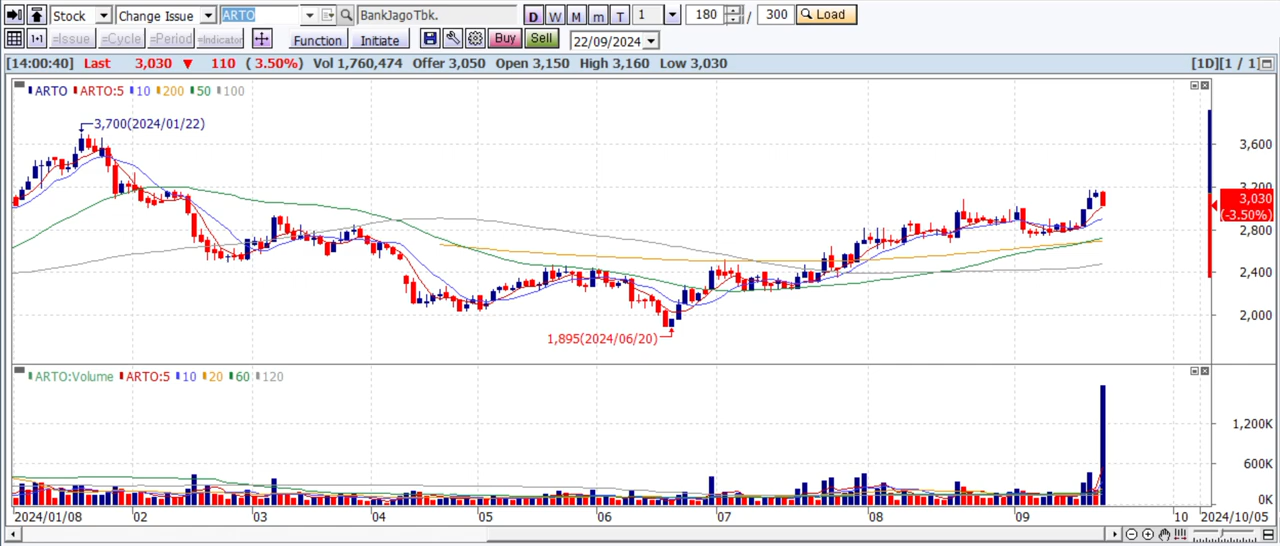 Stock Change Issue ARTO BankJagoTbk. D W M m T 1 180 / 300 Load
1•1 =Issue =Cycle =Period =Indicator Function Initiate Buy Sell 22/09/2024
[14:00:40] Last 3,030 ▼ 110 ( 3.50%) Vol 1,760,474 Offer 3,050 Open 3,150 High 3,160 Low 3,030 [1D][1 / 1]
ARTO ARTO:5 10 200 50 100
3,700(2024/01/22)
3,600
3,200
3,030
(-3.50%)
2,800
2,400
2,000
1,895(2024/06/20)
ARTO:Volume ARTO:5 10 20 60 120
1,200K
600K
0K
2024/01/08 02 03 04 05 06 07 08 09 10 2024/10/05